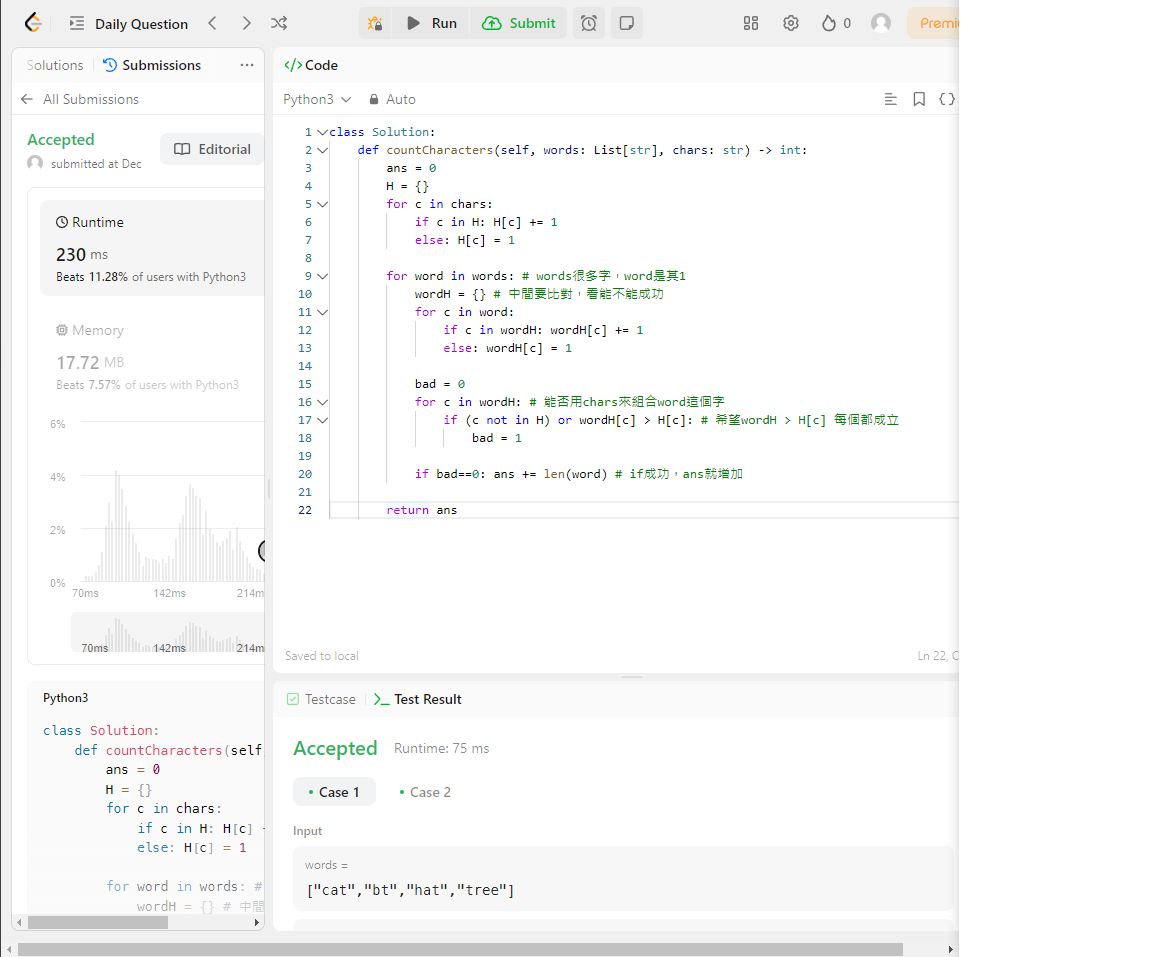 Daily Question
Run
Submit
0
Solutions
Submissions
All Submissions
Accepted
submitted at Dec
Editorial
Runtime
230 ms
Beats 11.28% of users with Python3
Memory
17.72 MB
Beats 7.57% of users with Python3
6%
4%
2%
0%
70ms 142ms 214m
70ms 142ms 214m
Python3
class Solution:
def countCharacters(self
ans = 0
H = {}
for c in chars:
if c in H: H[c]
else: H[c] = 1
for word in words: #
wordH = {} # 中間
Code
Python3
Auto
1 class Solution:
2 def countCharacters(self, words: List[str], chars: str) -> int:
3 ans = 0
4 H = {}
5 for c in chars:
6 if c in H: H[c] += 1
7 else: H[c] = 1
8
9 for word in words: # words很多字，word是其1
10 wordH = {} # 中間要比對，看能不能成功
11 for c in word:
12 if c in wordH: wordH[c] += 1
13 else: wordH[c] = 1
14
15 bad = 0
16 for c in wordH: # 能否用chars來組合word這個字
17 if (c not in H) or wordH[c] > H[c]: # 希望wordH > H[c] 每個都成立
18 bad = 1
19
20 if bad==0: ans += len(word) # if成功，ans就增加
21
22 return ans
Saved to local
Ln 22, C
Testcase
Test Result
Accepted
Runtime: 75 ms
Case 1
Case 2
Input
words =
["cat","bt","hat","tree"]